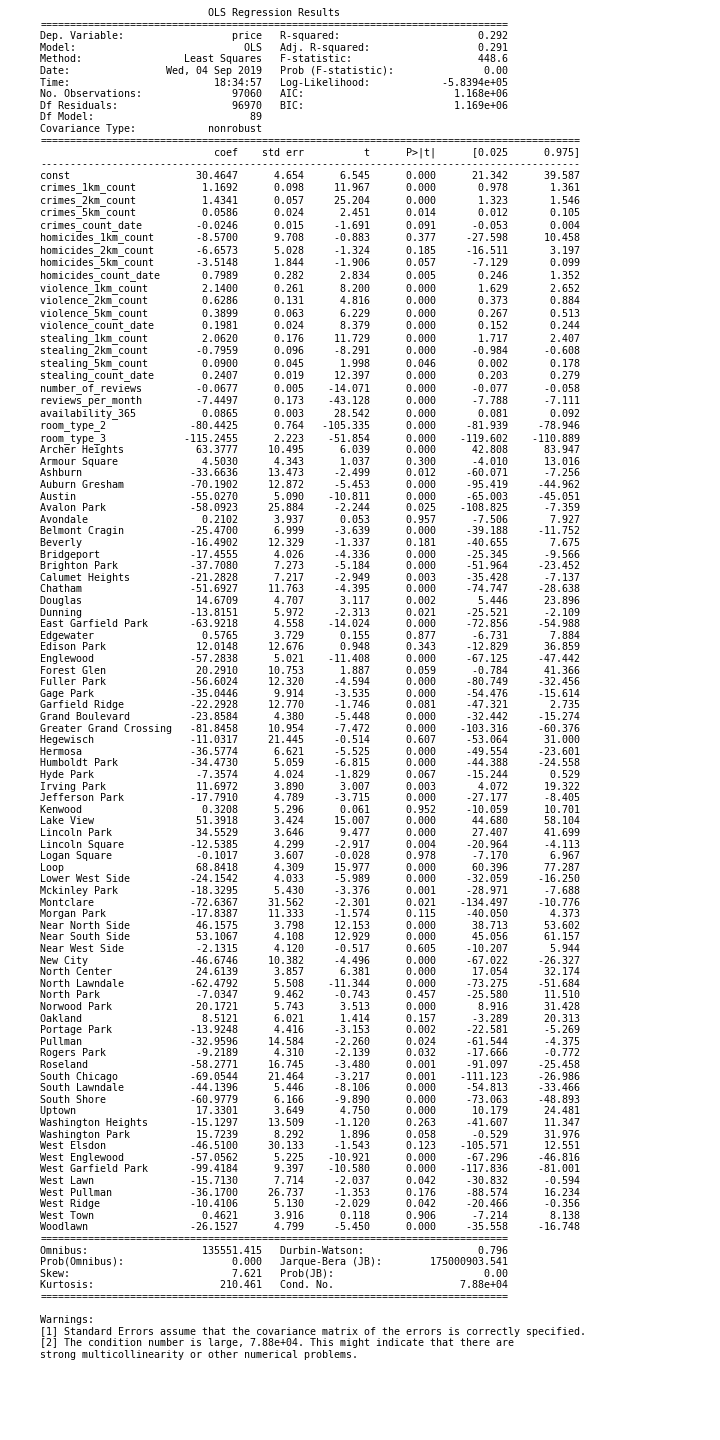 OLS Regression Results
==============================================================================
Dep. Variable:                  price   R-squared:                       0.292
Model:                            OLS   Adj. R-squared:                  0.291
Method:                 Least Squares   F-statistic:                     448.6
Date:                Wed, 04 Sep 2019   Prob (F-statistic):               0.00
Time:                        18:34:57   Log-Likelihood:            -5.8394e+05
No. Observations:               97060   AIC:                         1.168e+06
Df Residuals:                   96970   BIC:                         1.169e+06
Df Model:                          89
Covariance Type:            nonrobust
==========================================================================================
coef    std err          t      P>|t|      [0.025      0.975]
------------------------------------------------------------------------------------------
const                     30.4647      4.654      6.545      0.000      21.342      39.587
crimes_1km_count           1.1692      0.098     11.967      0.000       0.978       1.361
crimes_2km_count           1.4341      0.057     25.204      0.000       1.323       1.546
crimes_5km_count           0.0586      0.024      2.451      0.014       0.012       0.105
crimes_count_date         -0.0246      0.015     -1.691      0.091      -0.053       0.004
homicides_1km_count       -8.5700      9.708     -0.883      0.377     -27.598      10.458
homicides_2km_count       -6.6573      5.028     -1.324      0.185     -16.511       3.197
homicides_5km_count       -3.5148      1.844     -1.906      0.057      -7.129       0.099
homicides_count_date       0.7989      0.282      2.834      0.005       0.246       1.352
violence_1km_count         2.1400      0.261      8.200      0.000       1.629       2.652
violence_2km_count         0.6286      0.131      4.816      0.000       0.373       0.884
violence_5km_count         0.3899      0.063      6.229      0.000       0.267       0.513
violence_count_date        0.1981      0.024      8.379      0.000       0.152       0.244
stealing_1km_count         2.0620      0.176     11.729      0.000       1.717       2.407
stealing_2km_count        -0.7959      0.096     -8.291      0.000      -0.984      -0.608
stealing_5km_count         0.0900      0.045      1.998      0.046       0.002       0.178
stealing_count_date        0.2407      0.019     12.397      0.000       0.203       0.279
number_of_reviews         -0.0677      0.005    -14.071      0.000      -0.077      -0.058
reviews_per_month         -7.4497      0.173    -43.128      0.000      -7.788      -7.111
availability_365           0.0865      0.003     28.542      0.000       0.081       0.092
room_type_2              -80.4425      0.764   -105.335      0.000     -81.939     -78.946
room_type_3             -115.2455      2.223    -51.854      0.000    -119.602    -110.889
Archer Heights            63.3777     10.495      6.039      0.000      42.808      83.947
Armour Square              4.5030      4.343      1.037      0.300      -4.010      13.016
Ashburn                  -33.6636     13.473     -2.499      0.012     -60.071      -7.256
Auburn Gresham           -70.1902     12.872     -5.453      0.000     -95.419     -44.962
Austin                   -55.0270      5.090    -10.811      0.000     -65.003     -45.051
Avalon Park              -58.0923     25.884     -2.244      0.025    -108.825      -7.359
Avondale                   0.2102      3.937      0.053      0.957      -7.506       7.927
Belmont Cragin           -25.4700      6.999     -3.639      0.000     -39.188     -11.752
Beverly                  -16.4902     12.329     -1.337      0.181     -40.655       7.675
Bridgeport               -17.4555      4.026     -4.336      0.000     -25.345      -9.566
Brighton Park            -37.7080      7.273     -5.184      0.000     -51.964     -23.452
Calumet Heights          -21.2828      7.217     -2.949      0.003     -35.428      -7.137
Chatham                  -51.6927     11.763     -4.395      0.000     -74.747     -28.638
Douglas                   14.6709      4.707      3.117      0.002       5.446      23.896
Dunning                  -13.8151      5.972     -2.313      0.021     -25.521      -2.109
East Garfield Park       -63.9218      4.558    -14.024      0.000     -72.856     -54.988
Edgewater                  0.5765      3.729      0.155      0.877      -6.731       7.884
Edison Park               12.0148     12.676      0.948      0.343     -12.829      36.859
Englewood                -57.2838      5.021    -11.408      0.000     -67.125     -47.442
Forest Glen               20.2910     10.753      1.887      0.059      -0.784      41.366
Fuller Park              -56.6024     12.320     -4.594      0.000     -80.749     -32.456
Gage Park                -35.0446      9.914     -3.535      0.000     -54.476     -15.614
Garfield Ridge           -22.2928     12.770     -1.746      0.081     -47.321       2.735
Grand Boulevard          -23.8584      4.380     -5.448      0.000     -32.442     -15.274
Greater Grand Crossing   -81.8458     10.954     -7.472      0.000    -103.316     -60.376
Hegewisch                -11.0317     21.445     -0.514      0.607     -53.064      31.000
Hermosa                  -36.5774      6.621     -5.525      0.000     -49.554     -23.601
Humboldt Park            -34.4730      5.059     -6.815      0.000     -44.388     -24.558
Hyde Park                 -7.3574      4.024     -1.829      0.067     -15.244       0.529
Irving Park               11.6972      3.890      3.007      0.003       4.072      19.322
Jefferson Park           -17.7910      4.789     -3.715      0.000     -27.177      -8.405
Kenwood                    0.3208      5.296      0.061      0.952     -10.059      10.701
Lake View                 51.3918      3.424     15.007      0.000      44.680      58.104
Lincoln Park              34.5529      3.646      9.477      0.000      27.407      41.699
Lincoln Square           -12.5385      4.299     -2.917      0.004     -20.964      -4.113
Logan Square              -0.1017      3.607     -0.028      0.978      -7.170       6.967
Loop                      68.8418      4.309     15.977      0.000      60.396      77.287
Lower West Side          -24.1542      4.033     -5.989      0.000     -32.059     -16.250
Mckinley Park            -18.3295      5.430     -3.376      0.001     -28.971      -7.688
Montclare                -72.6367     31.562     -2.301      0.021    -134.497     -10.776
Morgan Park              -17.8387     11.333     -1.574      0.115     -40.050       4.373
Near North Side           46.1575      3.798     12.153      0.000      38.713      53.602
Near South Side           53.1067      4.108     12.929      0.000      45.056      61.157
Near West Side            -2.1315      4.120     -0.517      0.605     -10.207       5.944
New City                 -46.6746     10.382     -4.496      0.000     -67.022     -26.327
North Center              24.6139      3.857      6.381      0.000      17.054      32.174
North Lawndale           -62.4792      5.508    -11.344      0.000     -73.275     -51.684
North Park                -7.0347      9.462     -0.743      0.457     -25.580      11.510
Norwood Park              20.1721      5.743      3.513      0.000       8.916      31.428
Oakland                    8.5121      6.021      1.414      0.157      -3.289      20.313
Portage Park             -13.9248      4.416     -3.153      0.002     -22.581      -5.269
Pullman                  -32.9596     14.584     -2.260      0.024     -61.544      -4.375
Rogers Park               -9.2189      4.310     -2.139      0.032     -17.666      -0.772
Roseland                 -58.2771     16.745     -3.480      0.001     -91.097     -25.458
South Chicago            -69.0544     21.464     -3.217      0.001    -111.123     -26.986
South Lawndale           -44.1396      5.446     -8.106      0.000     -54.813     -33.466
South Shore              -60.9779      6.166     -9.890      0.000     -73.063     -48.893
Uptown                    17.3301      3.649      4.750      0.000      10.179      24.481
Washington Heights       -15.1297     13.509     -1.120      0.263     -41.607      11.347
Washington Park           15.7239      8.292      1.896      0.058      -0.529      31.976
West Elsdon              -46.5100     30.133     -1.543      0.123    -105.571      12.551
West Englewood           -57.0562      5.225    -10.921      0.000     -67.296     -46.816
West Garfield Park       -99.4184      9.397    -10.580      0.000    -117.836     -81.001
West Lawn                -15.7130      7.714     -2.037      0.042     -30.832      -0.594
West Pullman             -36.1700     26.737     -1.353      0.176     -88.574      16.234
West Ridge               -10.4106      5.130     -2.029      0.042     -20.466      -0.356
West Town                  0.4621      3.916      0.118      0.906      -7.214       8.138
Woodlawn                 -26.1527      4.799     -5.450      0.000     -35.558     -16.748
==============================================================================
Omnibus:                   135551.415   Durbin-Watson:                   0.796
Prob(Omnibus):                  0.000   Jarque-Bera (JB):        175000903.541
Skew:                           7.621   Prob(JB):                         0.00
Kurtosis:                     210.461   Cond. No.                     7.88e+04
==============================================================================
Warnings:
[1] Standard Errors assume that the covariance matrix of the errors is correctly specified.
[2] The condition number is large, 7.88e+04. This might indicate that there are
strong multicollinearity or other numerical problems.